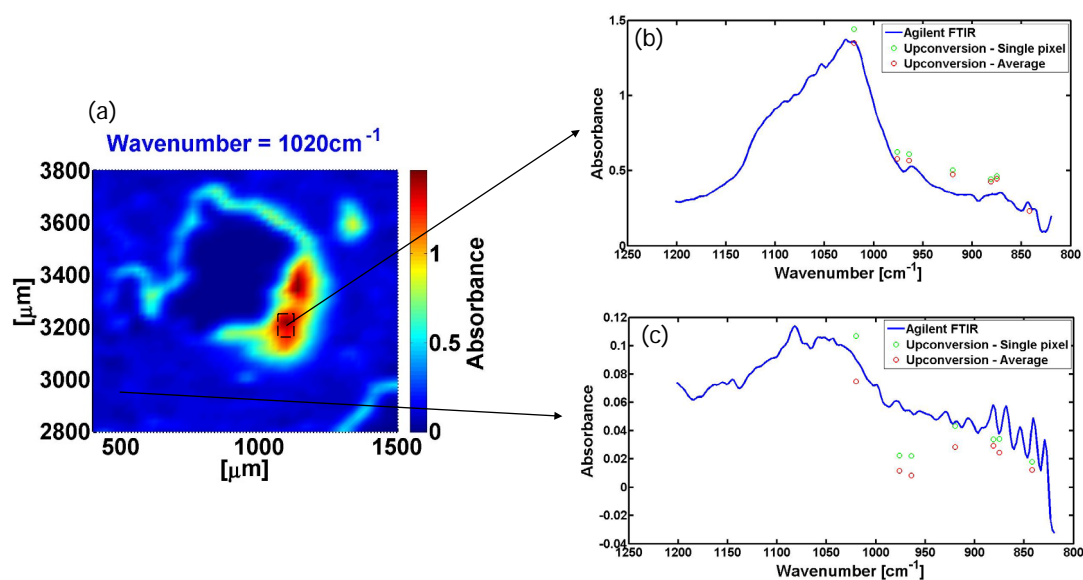 (a)
Wavenumber = 1020cm⁻¹
3800
3600
3400
3200
3000
2800
[µm]
500
1000
1500
[µm]
1
0.5
0
Absorbance
(b)
1.5
1
0.5
0
Absorbance
Agilent FTIR
Upconversion - Single pixel
Upconversion - Average
1250 1200 1150 1100 1050 1000 950 900 850 800
Wavenumber [cm⁻¹]
(c)
0.12
0.1
0.08
0.06
0.04
0.02
0
-0.02
-0.04
Absorbance
Agilent FTIR
Upconversion - Single pixel
Upconversion - Average
1250 1200 1150 1100 1050 1000 950 900 850 800
Wavenumber [cm⁻¹]